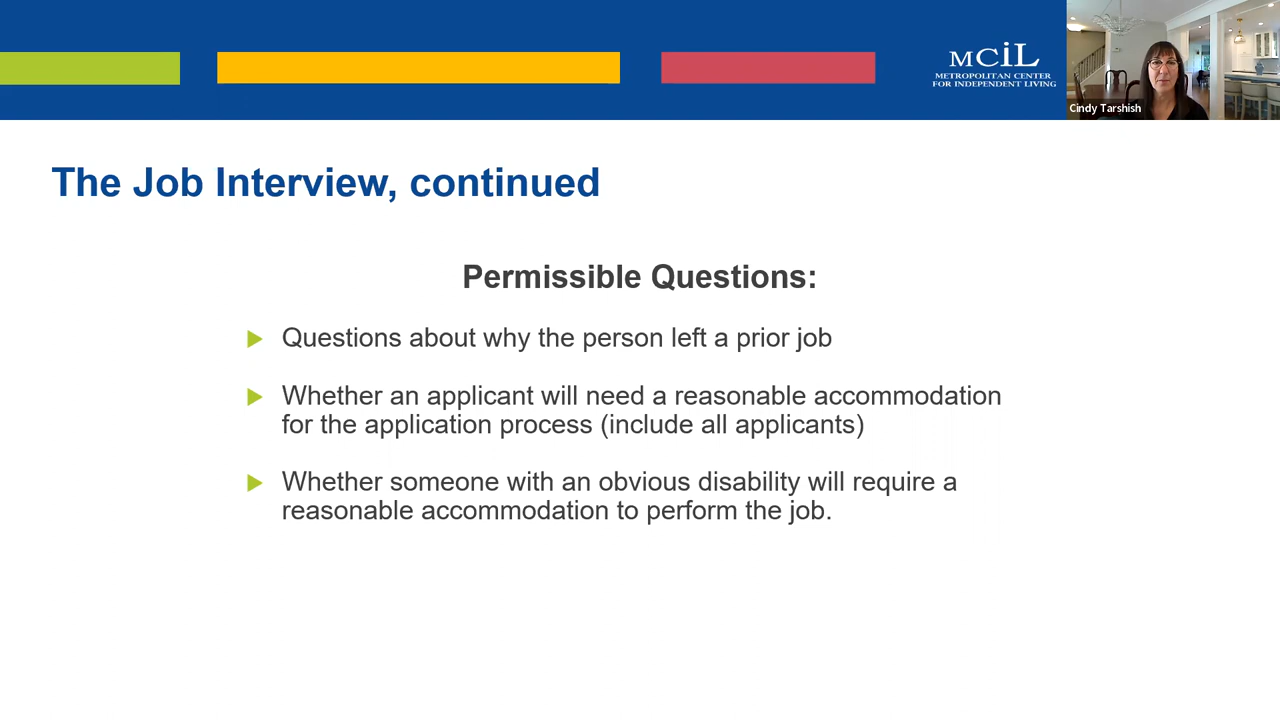 MCiL
METROPOLITAN CENTER
FOR INDEPENDENT LIVING
Cindy Tarshish
The Job Interview, continued
Permissible Questions:
Questions about why the person left a prior job
Whether an applicant will need a reasonable accommodation
for the application process (include all applicants)
Whether someone with an obvious disability will require a
reasonable accommodation to perform the job.